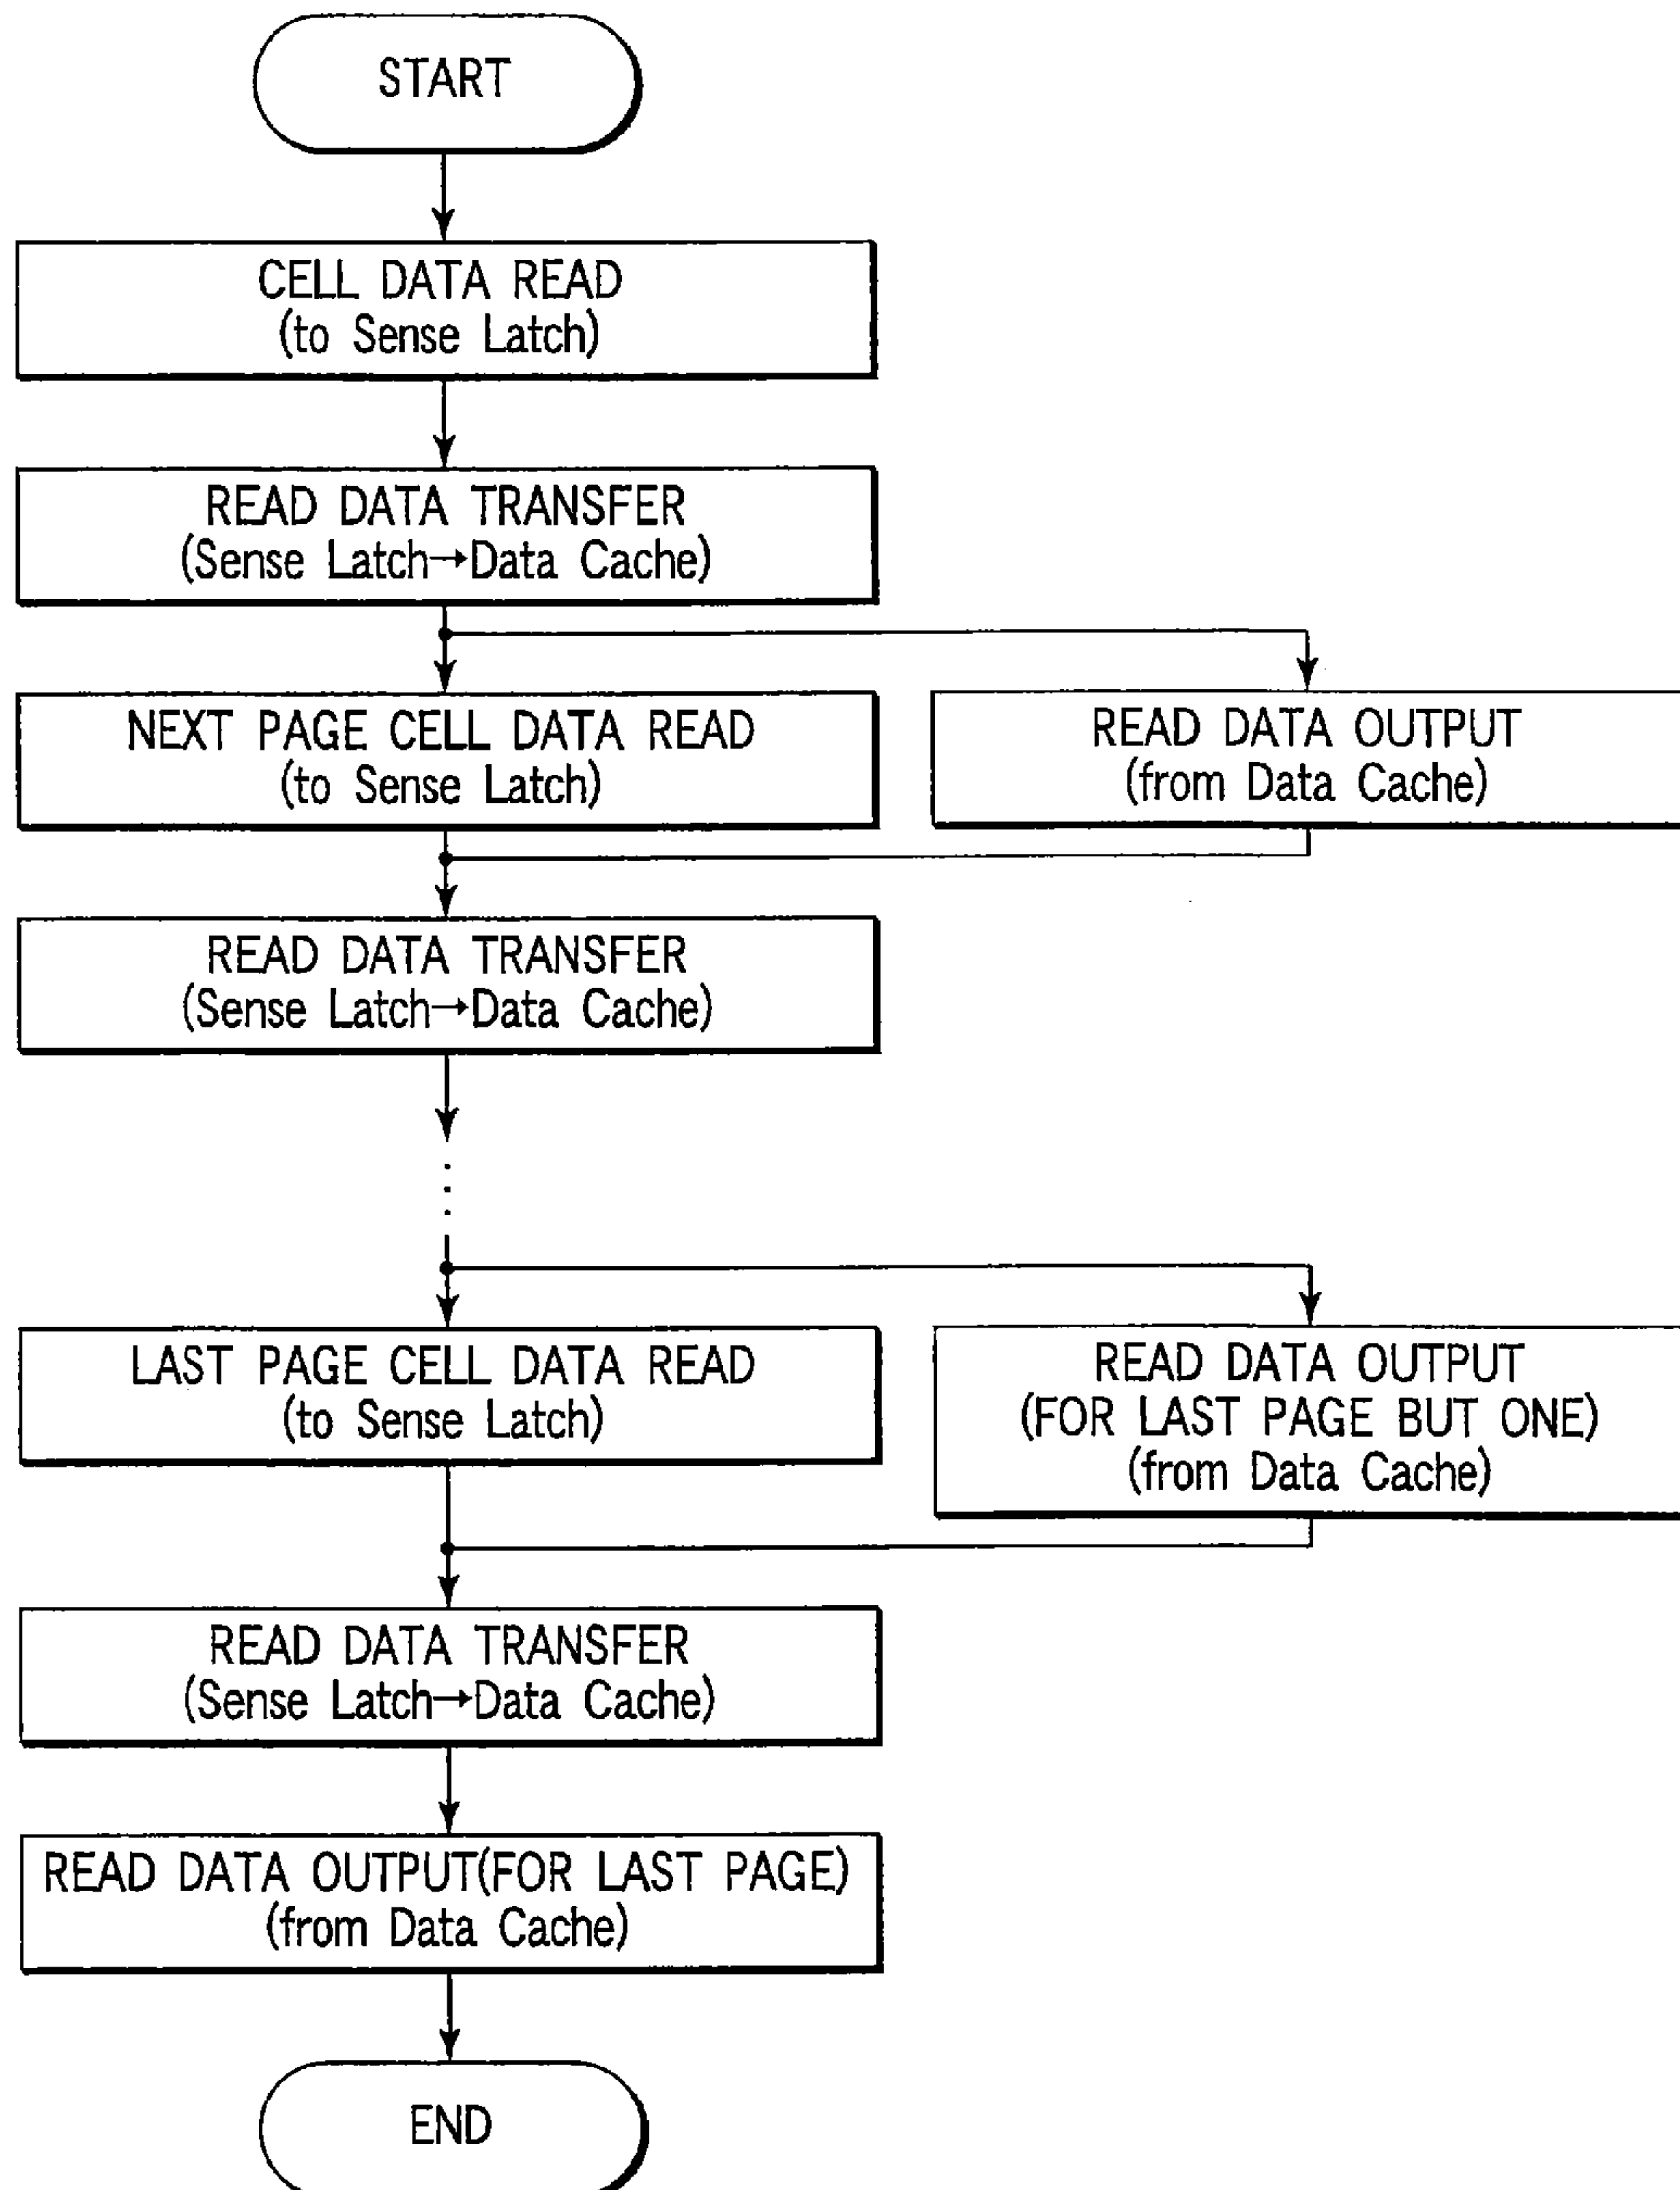 START
CELL DATA READ
(to Sense Latch)
READ DATA TRANSFER
(Sense Latch→Data Cache)
NEXT PAGE CELL DATA READ
(to Sense Latch)
READ DATA OUTPUT
(from Data Cache)
READ DATA TRANSFER
(Sense Latch→Data Cache)
LAST PAGE CELL DATA READ
(to Sense Latch)
READ DATA OUTPUT
(FOR LAST PAGE BUT ONE)
(from Data Cache)
READ DATA TRANSFER
(Sense Latch→Data Cache)
READ DATA OUTPUT(FOR LAST PAGE)
(from Data Cache)
END